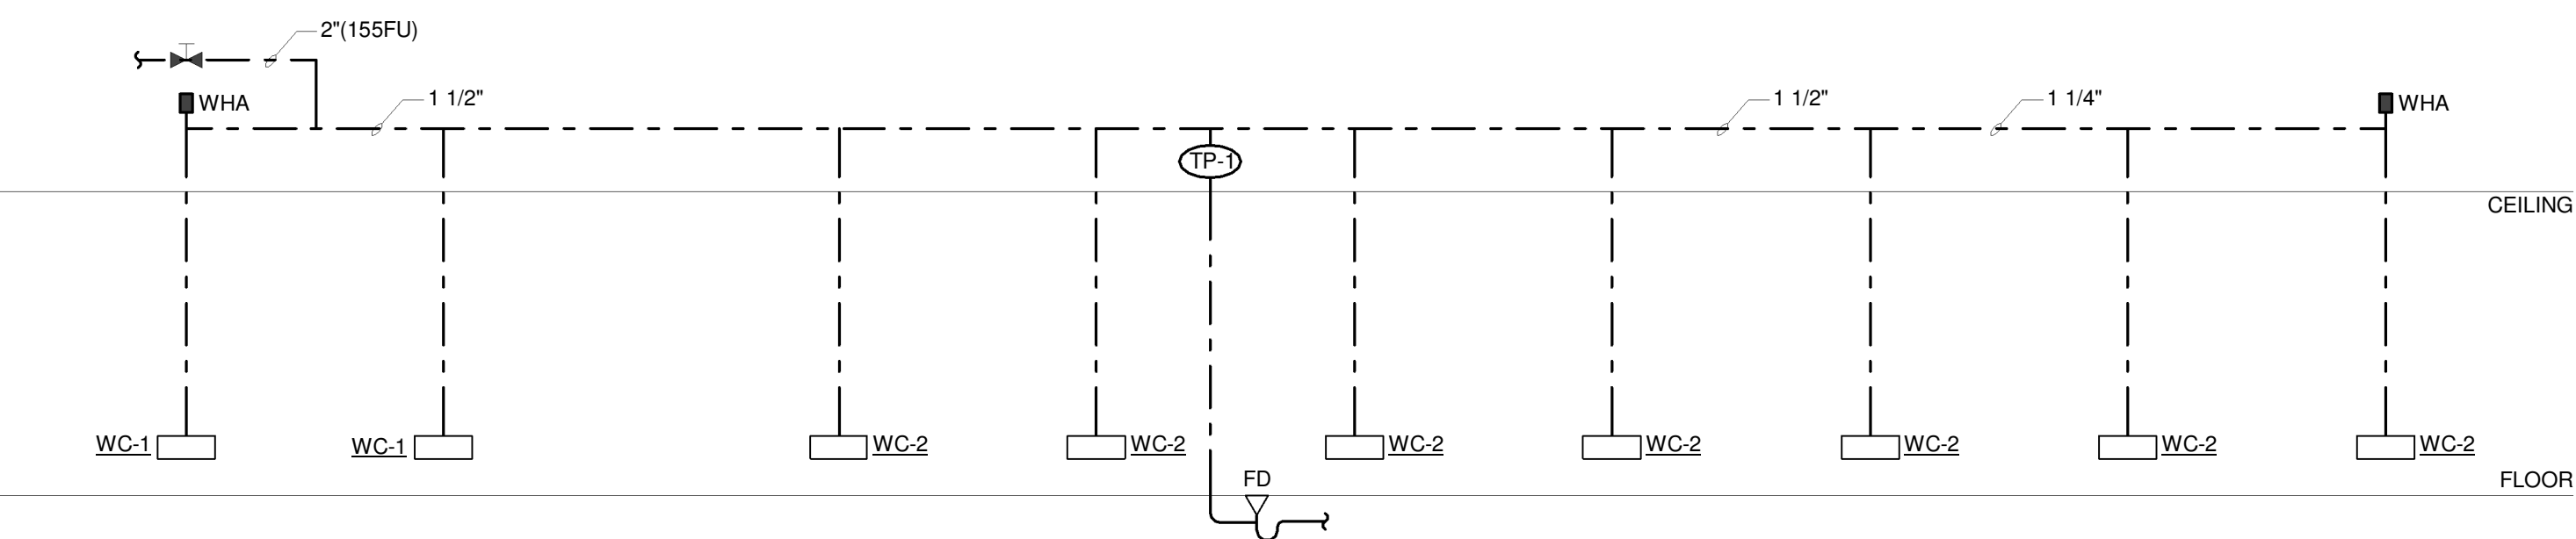 2"(155FU)
WHA
1 1/2"
1 1/2"
1 1/4"
WHA
TP-1
CEILING
WC-1
WC-1
WC-2
WC-2
WC-2
WC-2
WC-2
WC-2
WC-2
FD
FLOOR